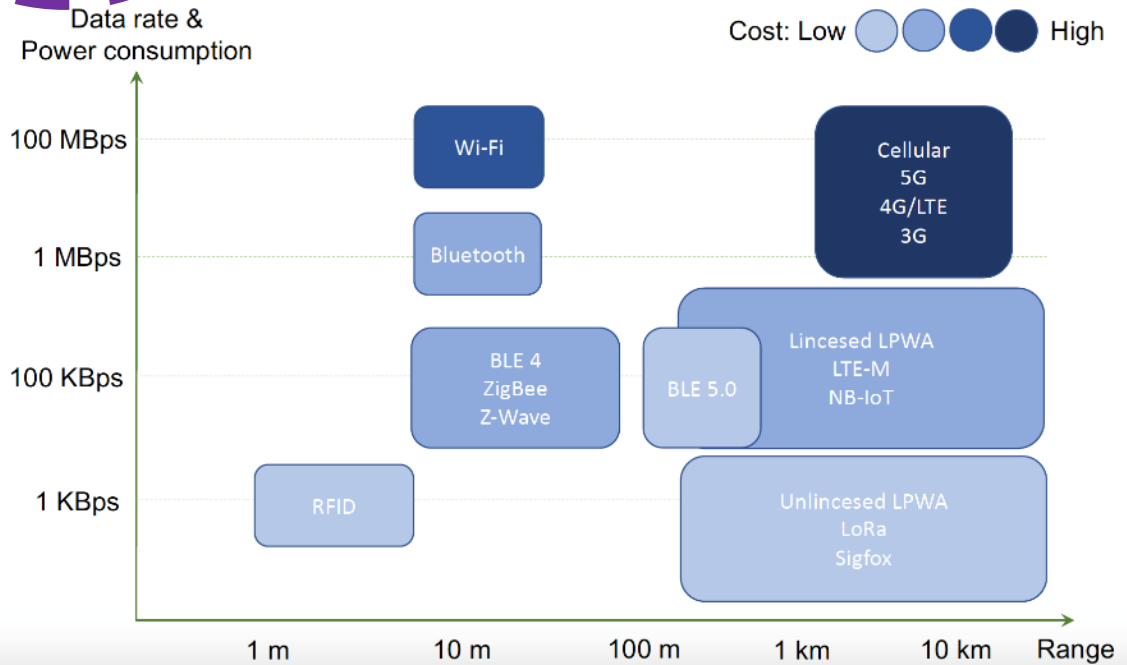 Data rate &
Power consumption
Cost: Low High
100 MBps
Wi-Fi
Cellular
5G
4G/LTE
3G
1 MBps
Bluetooth
100 KBps
BLE 4
ZigBee
Z-Wave
BLE 5.0
Lincesed LPWA
LTE-M
NB-IoT
1 KBps
RFID
Unlincesed LPWA
LoRa
Sigfox
1 m 10 m 100 m 1 km 10 km Range